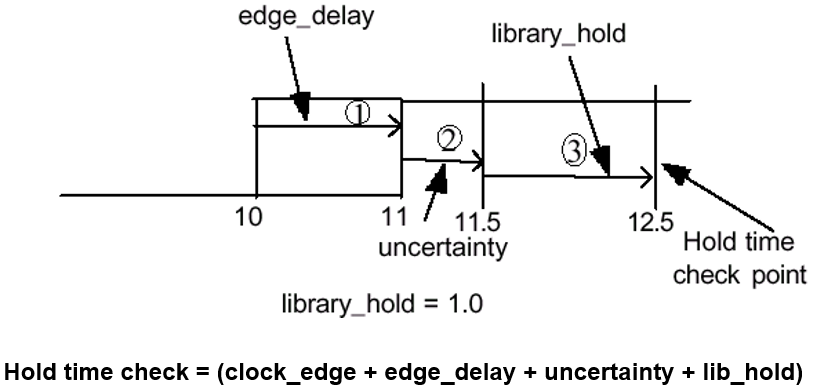 edge_delay
library_hold
①
②
③
10
11
11.5
12.5
uncertainty
Hold time
check point
library_hold = 1.0
Hold time check = (clock_edge + edge_delay + uncertainty + lib_hold)